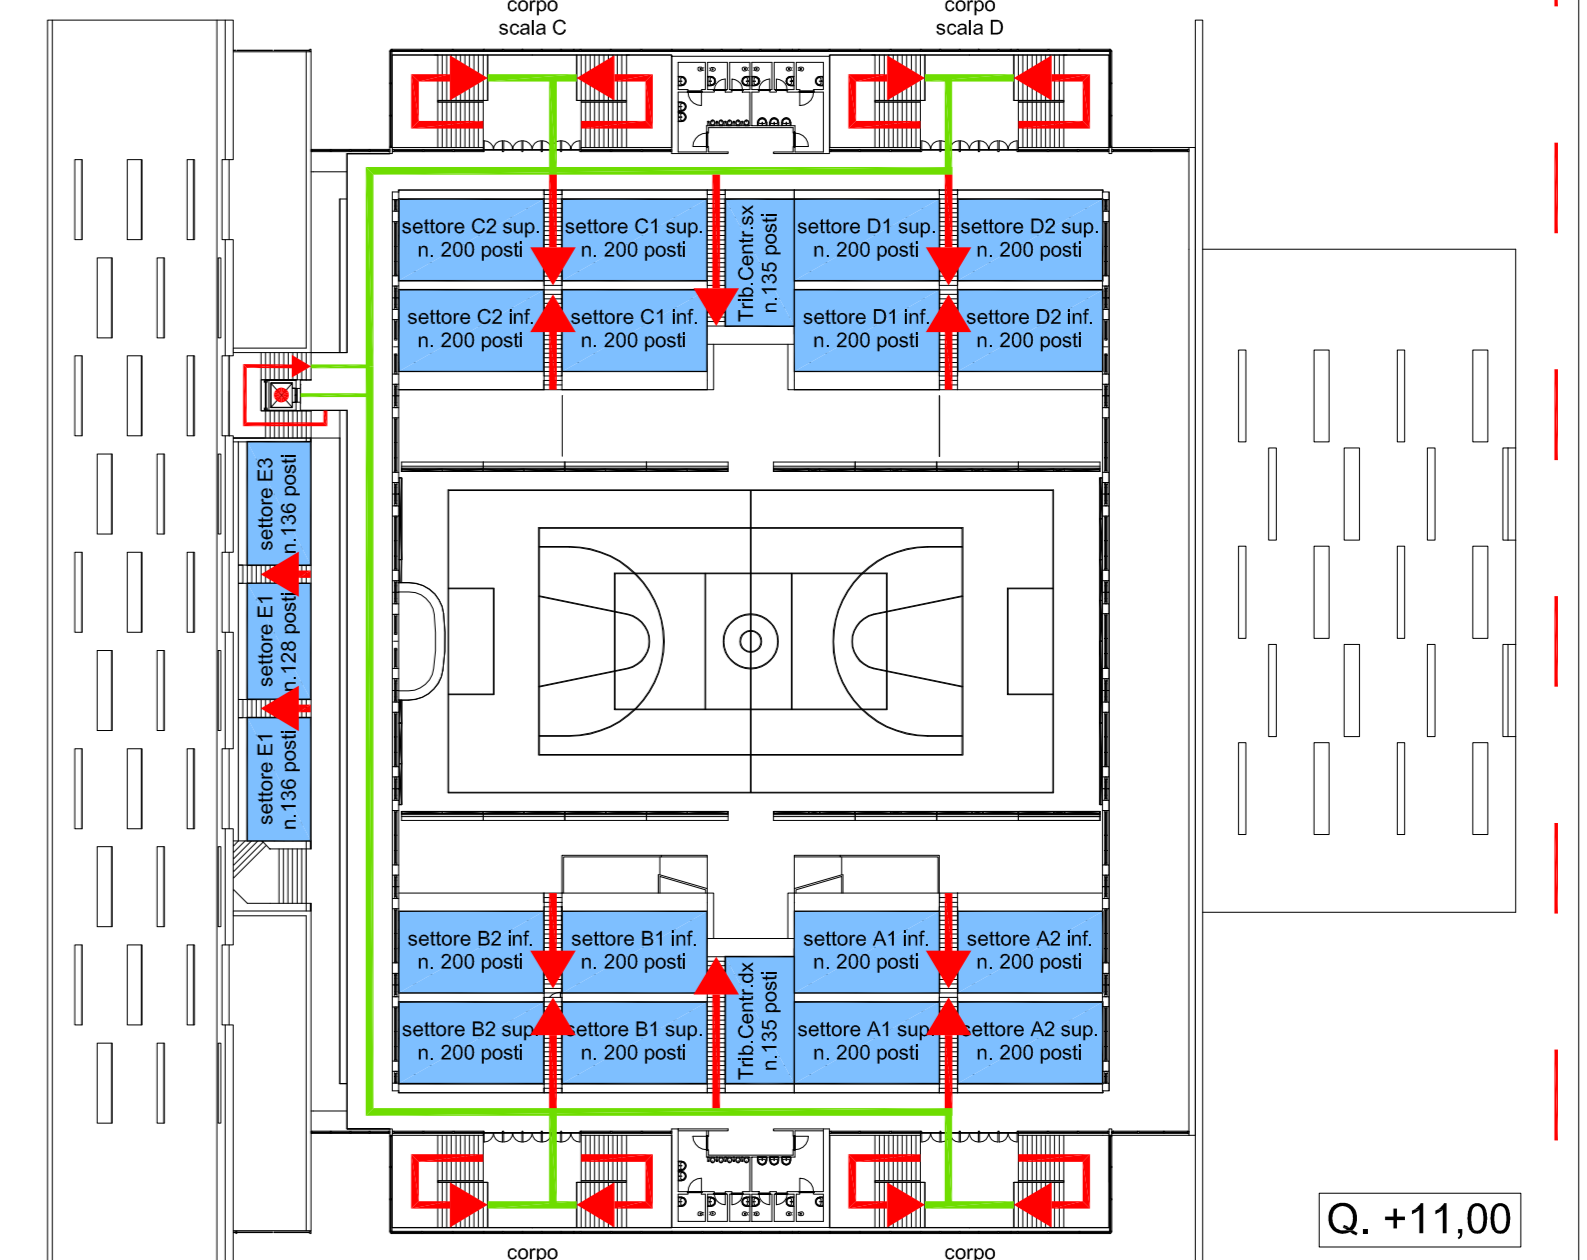 corpo
scala C
corpo
scala D
settore C2 sup.
n. 200 posti
settore C1 sup.
n. 200 posti
Trib.Centr.sx
n.135 posti
settore D1 sup.
n. 200 posti
settore D2 sup.
n. 200 posti
settore C2 inf.
n. 200 posti
settore C1 inf.
n. 200 posti
settore D1 inf.
n. 200 posti
settore D2 inf.
n. 200 posti
settore E3
n.136 posti
settore E1
n.128 posti
settore E1
n.136 posti
settore B2 inf.
n. 200 posti
settore B1 inf.
n. 200 posti
settore A1 inf.
n. 200 posti
settore A2 inf.
n. 200 posti
settore B2 sup.
n. 200 posti
settore B1 sup.
n. 200 posti
Trib.Centr.dx
n.135 posti
settore A1 sup.
n. 200 posti
settore A2 sup.
n. 200 posti
corpo
corpo
Q. +11,00